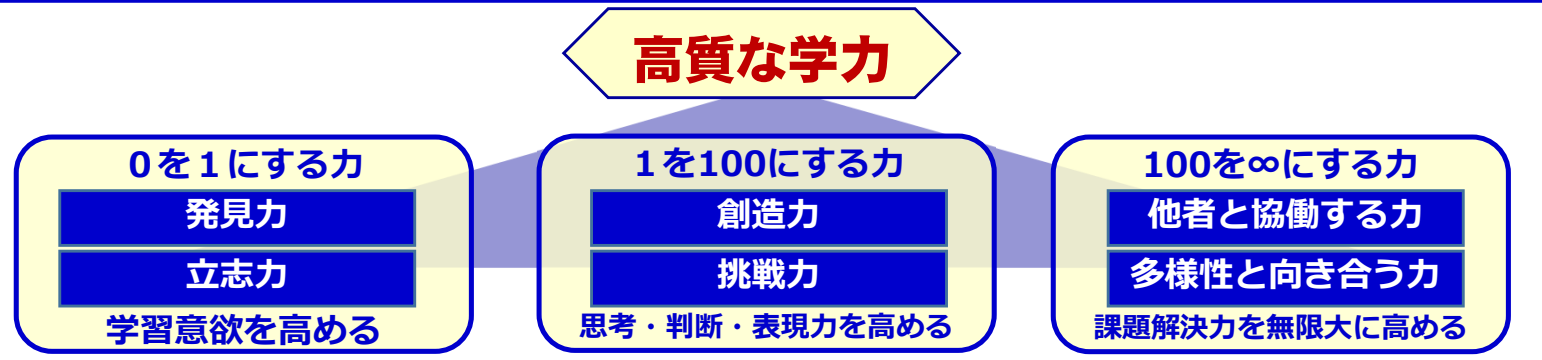 高質な学力
０を１にする力
発見力
立志力
学習意欲を高める
１を100にする力
創造力
挑戦力
思考・判断・表現力を高める
100を∞にする力
他者と協働する力
多様性と向き合う力
課題解決力を無限大に高める